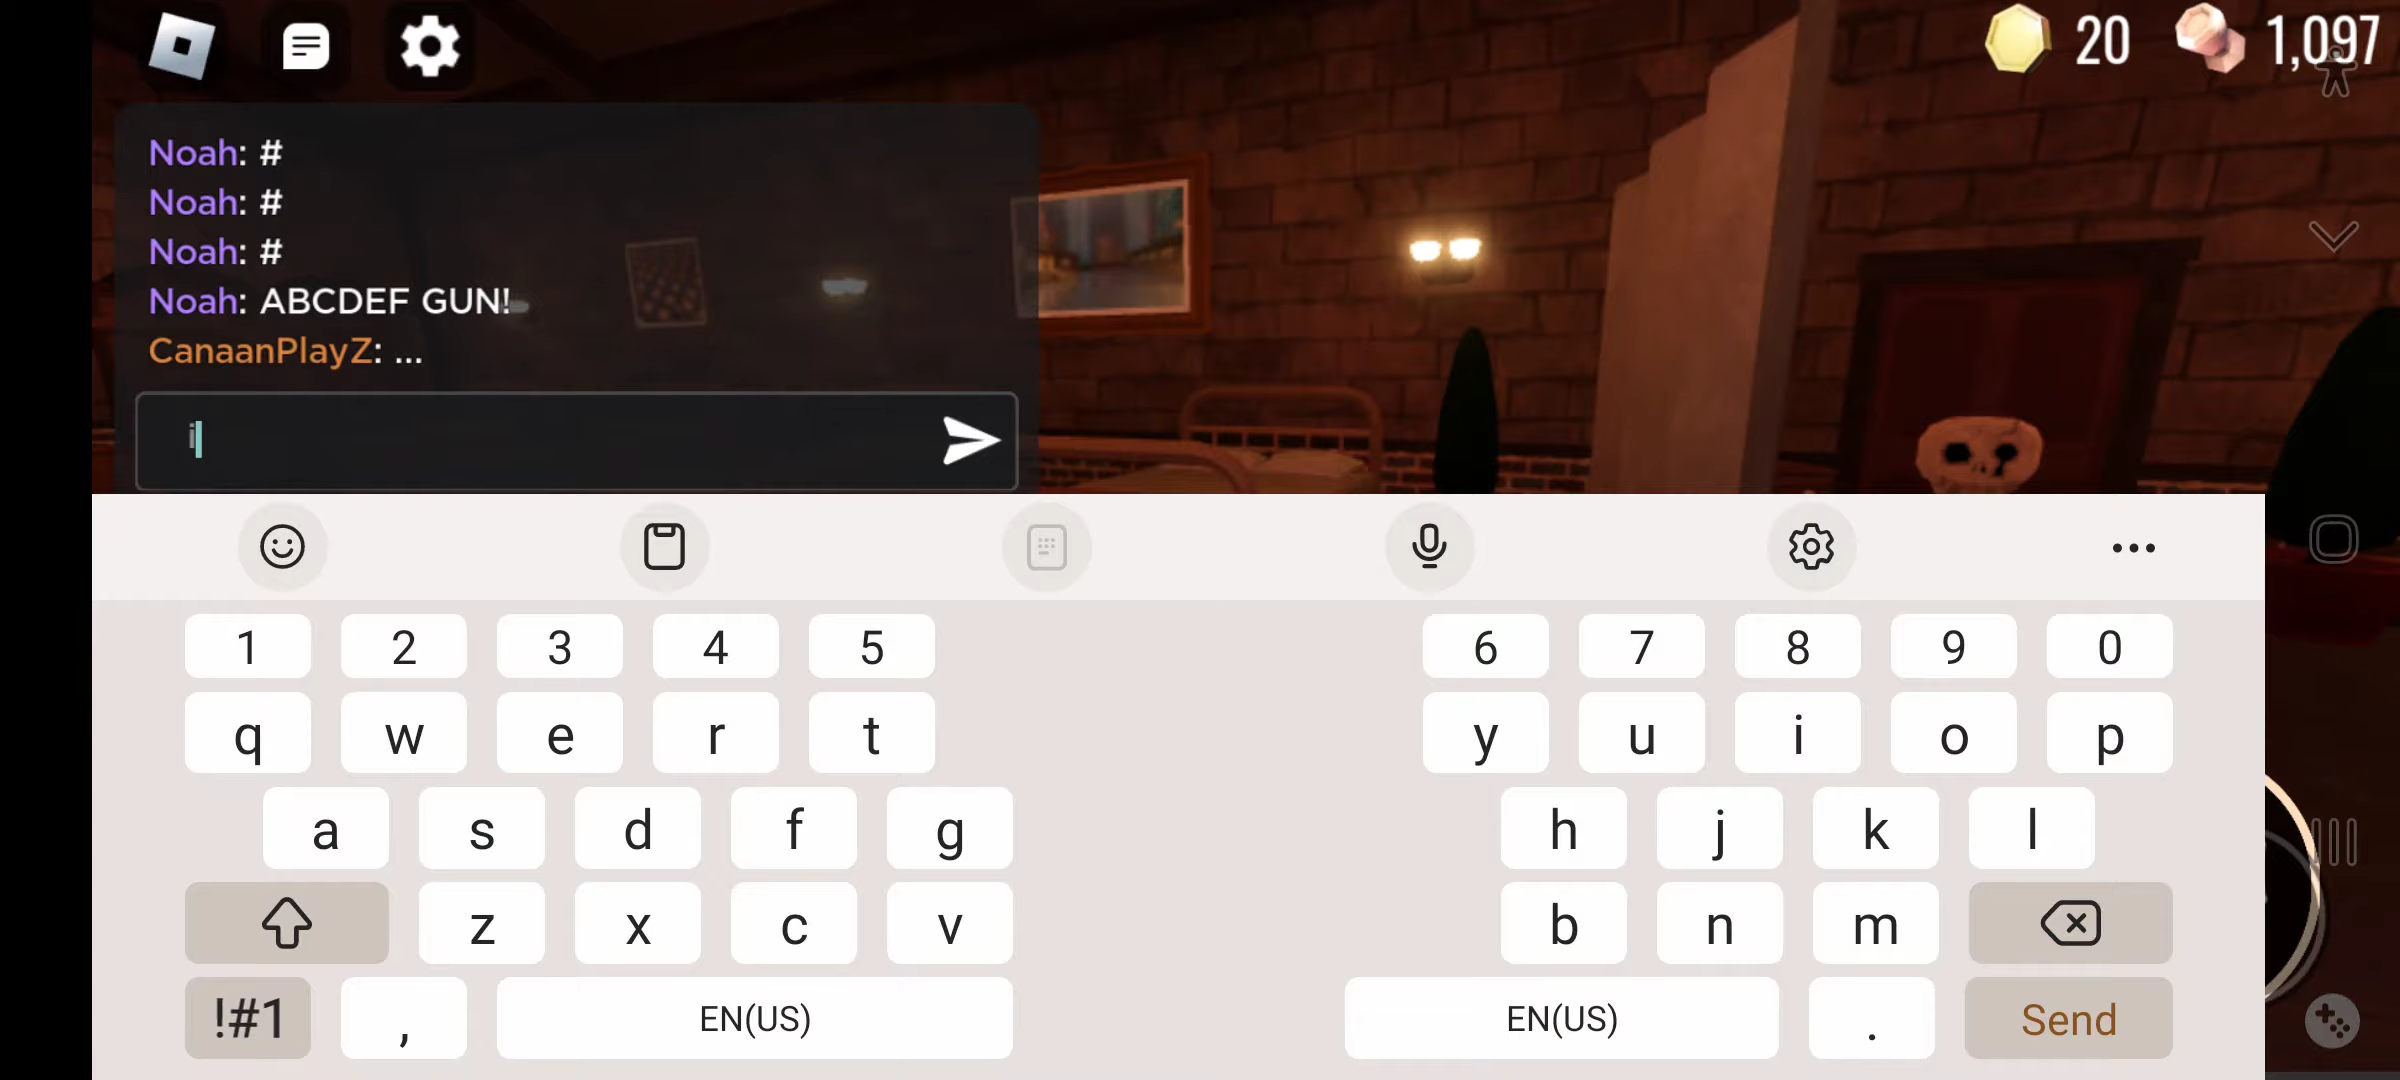 20 1,097
Noah: #
Noah: #
Noah: #
Noah: ABCDEF GUN!
CanaanPlayZ: ...
i
1 2 3 4 5 6 7 8 9 0
q w e r t y u i o p
a s d f g h j k l
z x c v b n m
!#1 , EN(US) EN(US) . Send